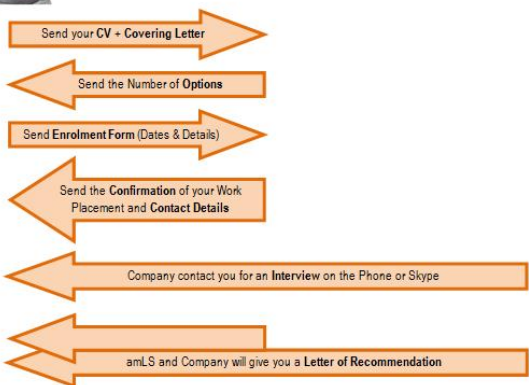 Send your CV + Covering Letter
Send the Number of Options
Send Enrolment Form (Dates & Details)
Send the Confirmation of your Work
Placement and Contact Details
Company contact you for an Interview on the Phone or Skype
amLS and Company will give you a Letter of Recommendation